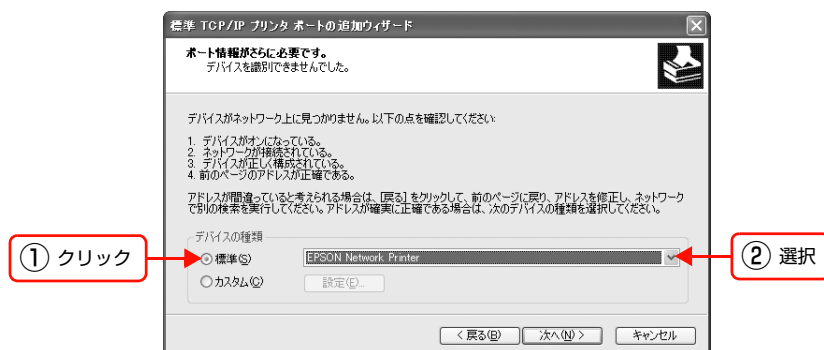 標準 TCP/IP プリンタ ポートの追加ウィザード
ポート情報がさらに必要です。
デバイスを識別できませんでした。
デバイスがネットワーク上に見つかりません。以下の点を確認してください:
1. デバイスがオンになっている。
2. ネットワークが接続されている。
3. デバイスが正しく構成されている。
4. 前のページのアドレスが正確である。
アドレスが間違っていると考えられる場合は、[戻る] をクリックして、前のページに戻り、アドレスを修正し、ネットワーク
で別の検索を実行してください。アドレスが確実に正確である場合は、次のデバイスの種類を選択してください。
デバイスの種類
① クリック
標準(S)
EPSON Network Printer
② 選択
カスタム(C)
設定(E)...
< 戻る(B)
次へ(N) >
キャンセル